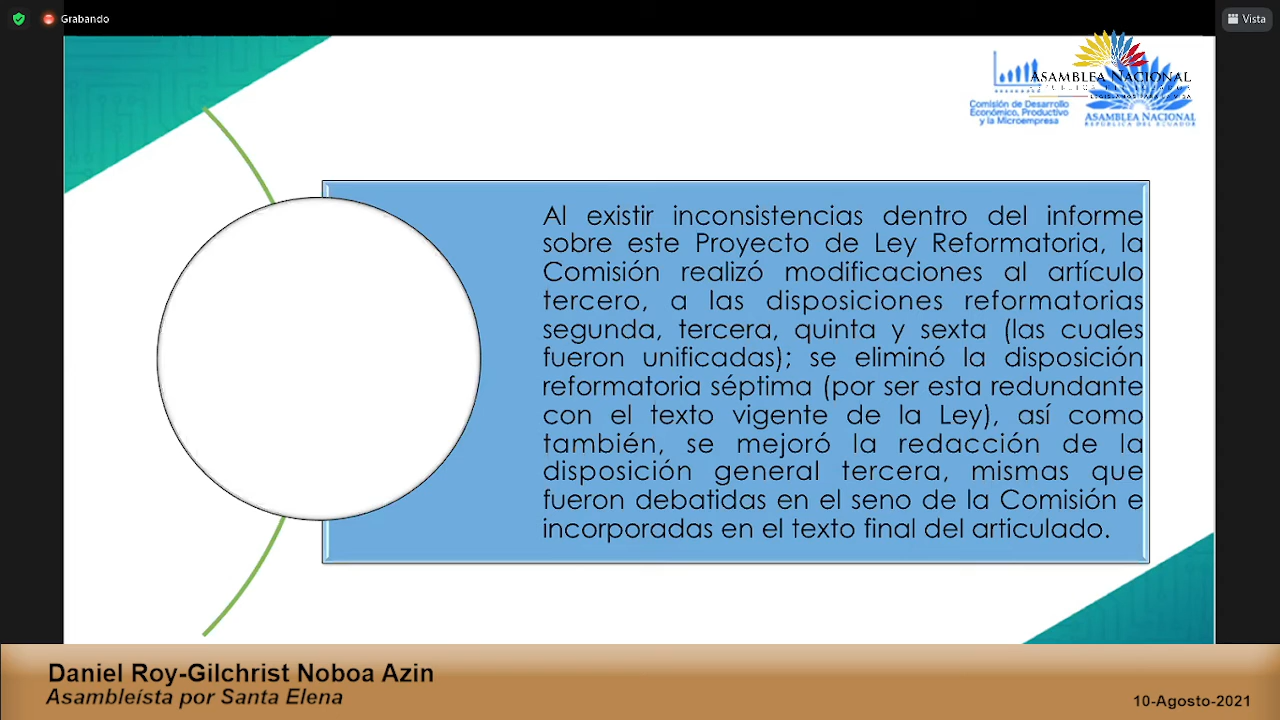 Grabando
Vista
ASAMBLEA NACIONAL
Comisión de Desarrollo
Económico, Productivo
y la Microempresa
ASAMBLEA NACIONAL
REPÚBLICA DEL ECUADOR
Al existir inconsistencias dentro del informe
sobre este Proyecto de Ley Reformatoria, la
Comisión realizó modificaciones al artículo
tercero, a las disposiciones reformatorias
segunda, tercera, quinta y sexta (las cuales
fueron unificadas); se eliminó la disposición
reformatoria séptima (por ser esta redundante
con el texto vigente de la Ley), así como
también, se mejoró la redacción de la
disposición general tercera, mismas que
fueron debatidas en el seno de la Comisión e
incorporadas en el texto final del articulado.
Daniel Roy-Gilchrist Noboa Azin
Asambleísta por Santa Elena
10-Agosto-2021